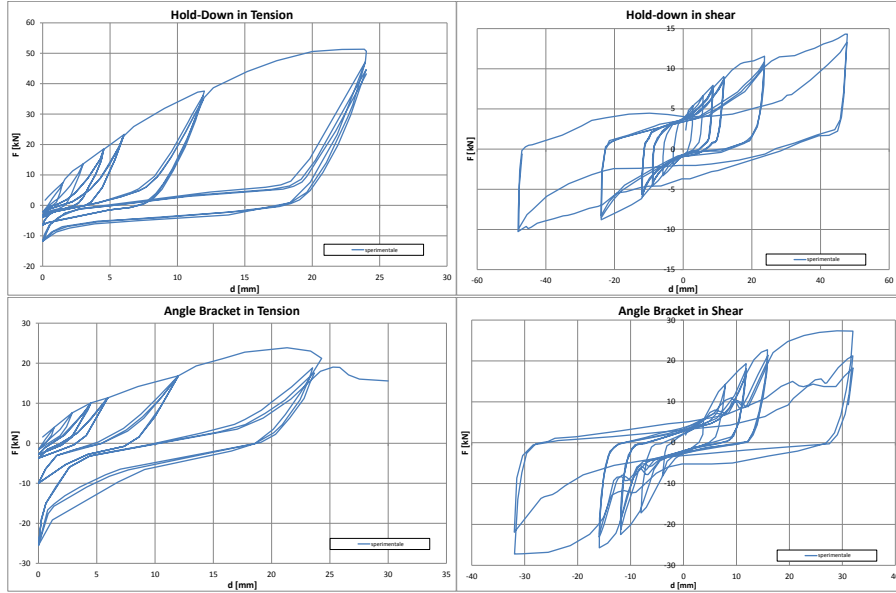 Hold-Down in Tension
60
50
40
30
20
10
0
-10
-20
0 5 10 15 20 25 30
F [kN]
d [mm]
sperimentale
Hold-down in shear
15
10
5
0
-5
-10
-15
-60 -40 -20 0 20 40 60
F [kN]
d [mm]
sperimentale
Angle Bracket in Tension
30
20
10
0
-10
-20
-30
0 5 10 15 20 25 30 35
F [kN]
d [mm]
sperimentale
Angle Bracket in Shear
30
20
10
0
-10
-20
-30
-40 -30 -20 -10 0 10 20 30 40
F [kN]
d [mm]
sperimentale